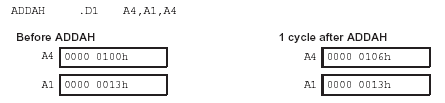 ADDAH .D1 A4,A1,A4
Before ADDAH 1 cycle after ADDAH
A4 0000 0100h A4 0000 0106h
A1 0000 0013h A1 0000 0013h